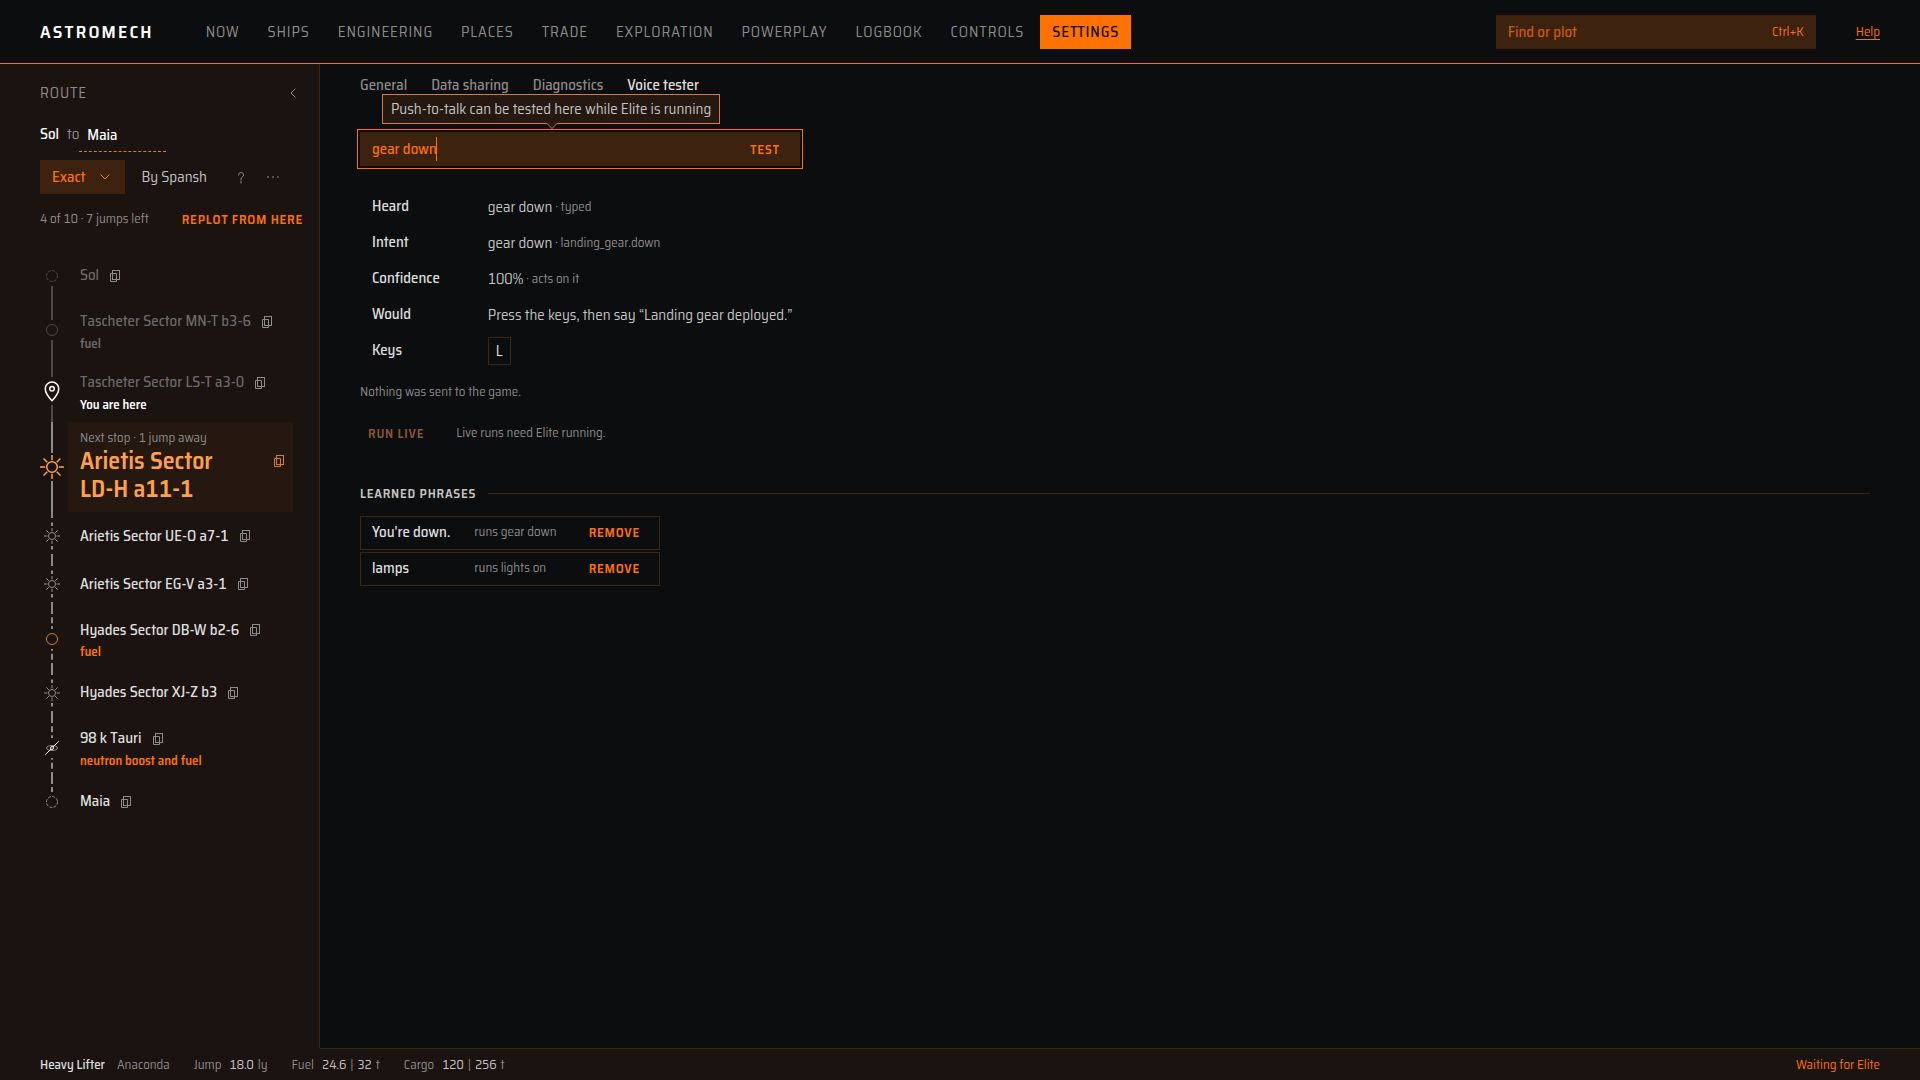 ASTROMECH NOW SHIPS ENGINEERING PLACES TRADE EXPLORATION POWERPLAY LOGBOOK CONTROLS SETTINGS Find or plot Ctrl+K Help
ROUTE
Sol to Maia
Exact By Spansh ? ···
4 of 10 · 7 jumps left REPLOT FROM HERE
Sol
Tascheter Sector MN-T b3-6
fuel
Tascheter Sector LS-T a3-0
You are here
Next stop · 1 jump away
Arietis Sector
LD-H a11-1
Arietis Sector UE-O a7-1
Arietis Sector EG-V a3-1
Hyades Sector DB-W b2-6
fuel
Hyades Sector XJ-Z b3
98 k Tauri
neutron boost and fuel
Maia
General Data sharing Diagnostics Voice tester
Push-to-talk can be tested here while Elite is running
gear down TEST
Heard gear down · typed
Intent gear down · landing_gear.down
Confidence 100% · acts on it
Would Press the keys, then say “Landing gear deployed.”
Keys L
Nothing was sent to the game.
RUN LIVE Live runs need Elite running.
LEARNED PHRASES
You're down. runs gear down REMOVE
lamps runs lights on REMOVE
Heavy Lifter Anaconda Jump 18.0 ly Fuel 24.6 | 32 t Cargo 120 | 256 t Waiting for Elite